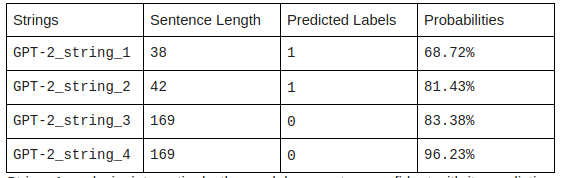 Strings Sentence Length Predicted Labels Probabilities
GPT-2_string_1 38 1 68.72%
GPT-2_string_2 42 1 81.43%
GPT-2_string_3 169 0 83.38%
GPT-2_string_4 169 0 96.23%